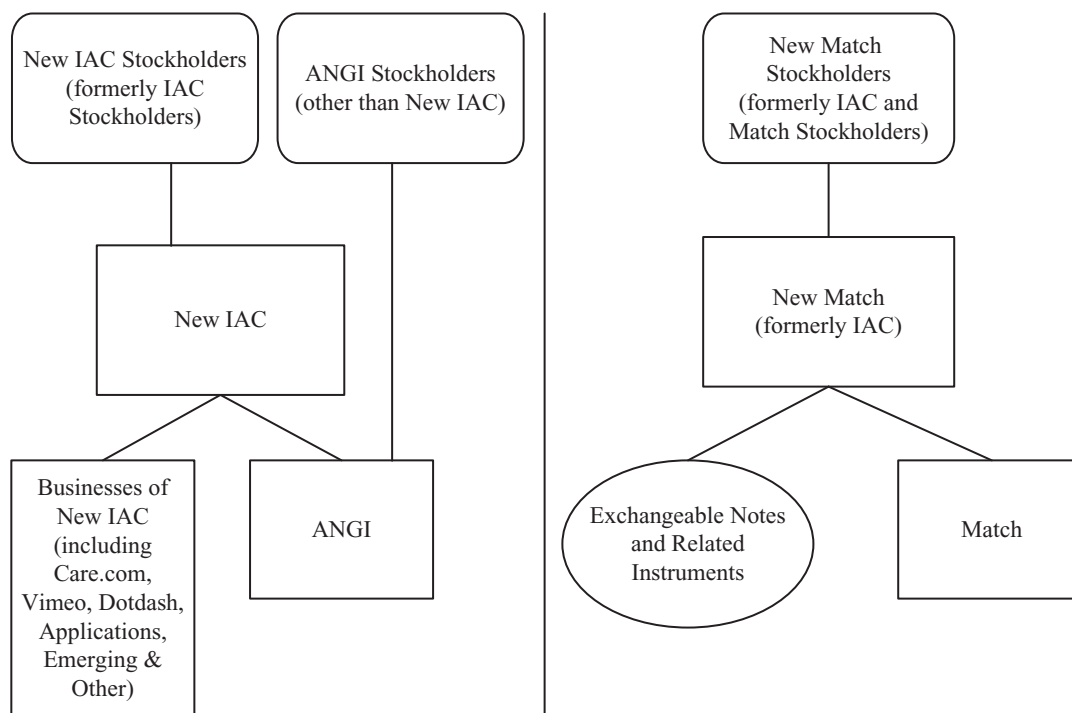 New IAC Stockholders
(formerly IAC
Stockholders)
ANGI Stockholders
(other than New IAC)
New IAC
Businesses of
New IAC
(including
Care.com,
Vimeo, Dotdash,
Applications,
Emerging &
Other)
ANGI
New Match
Stockholders
(formerly IAC and
Match Stockholders)
New Match
(formerly IAC)
Exchangeable Notes
and Related
Instruments
Match